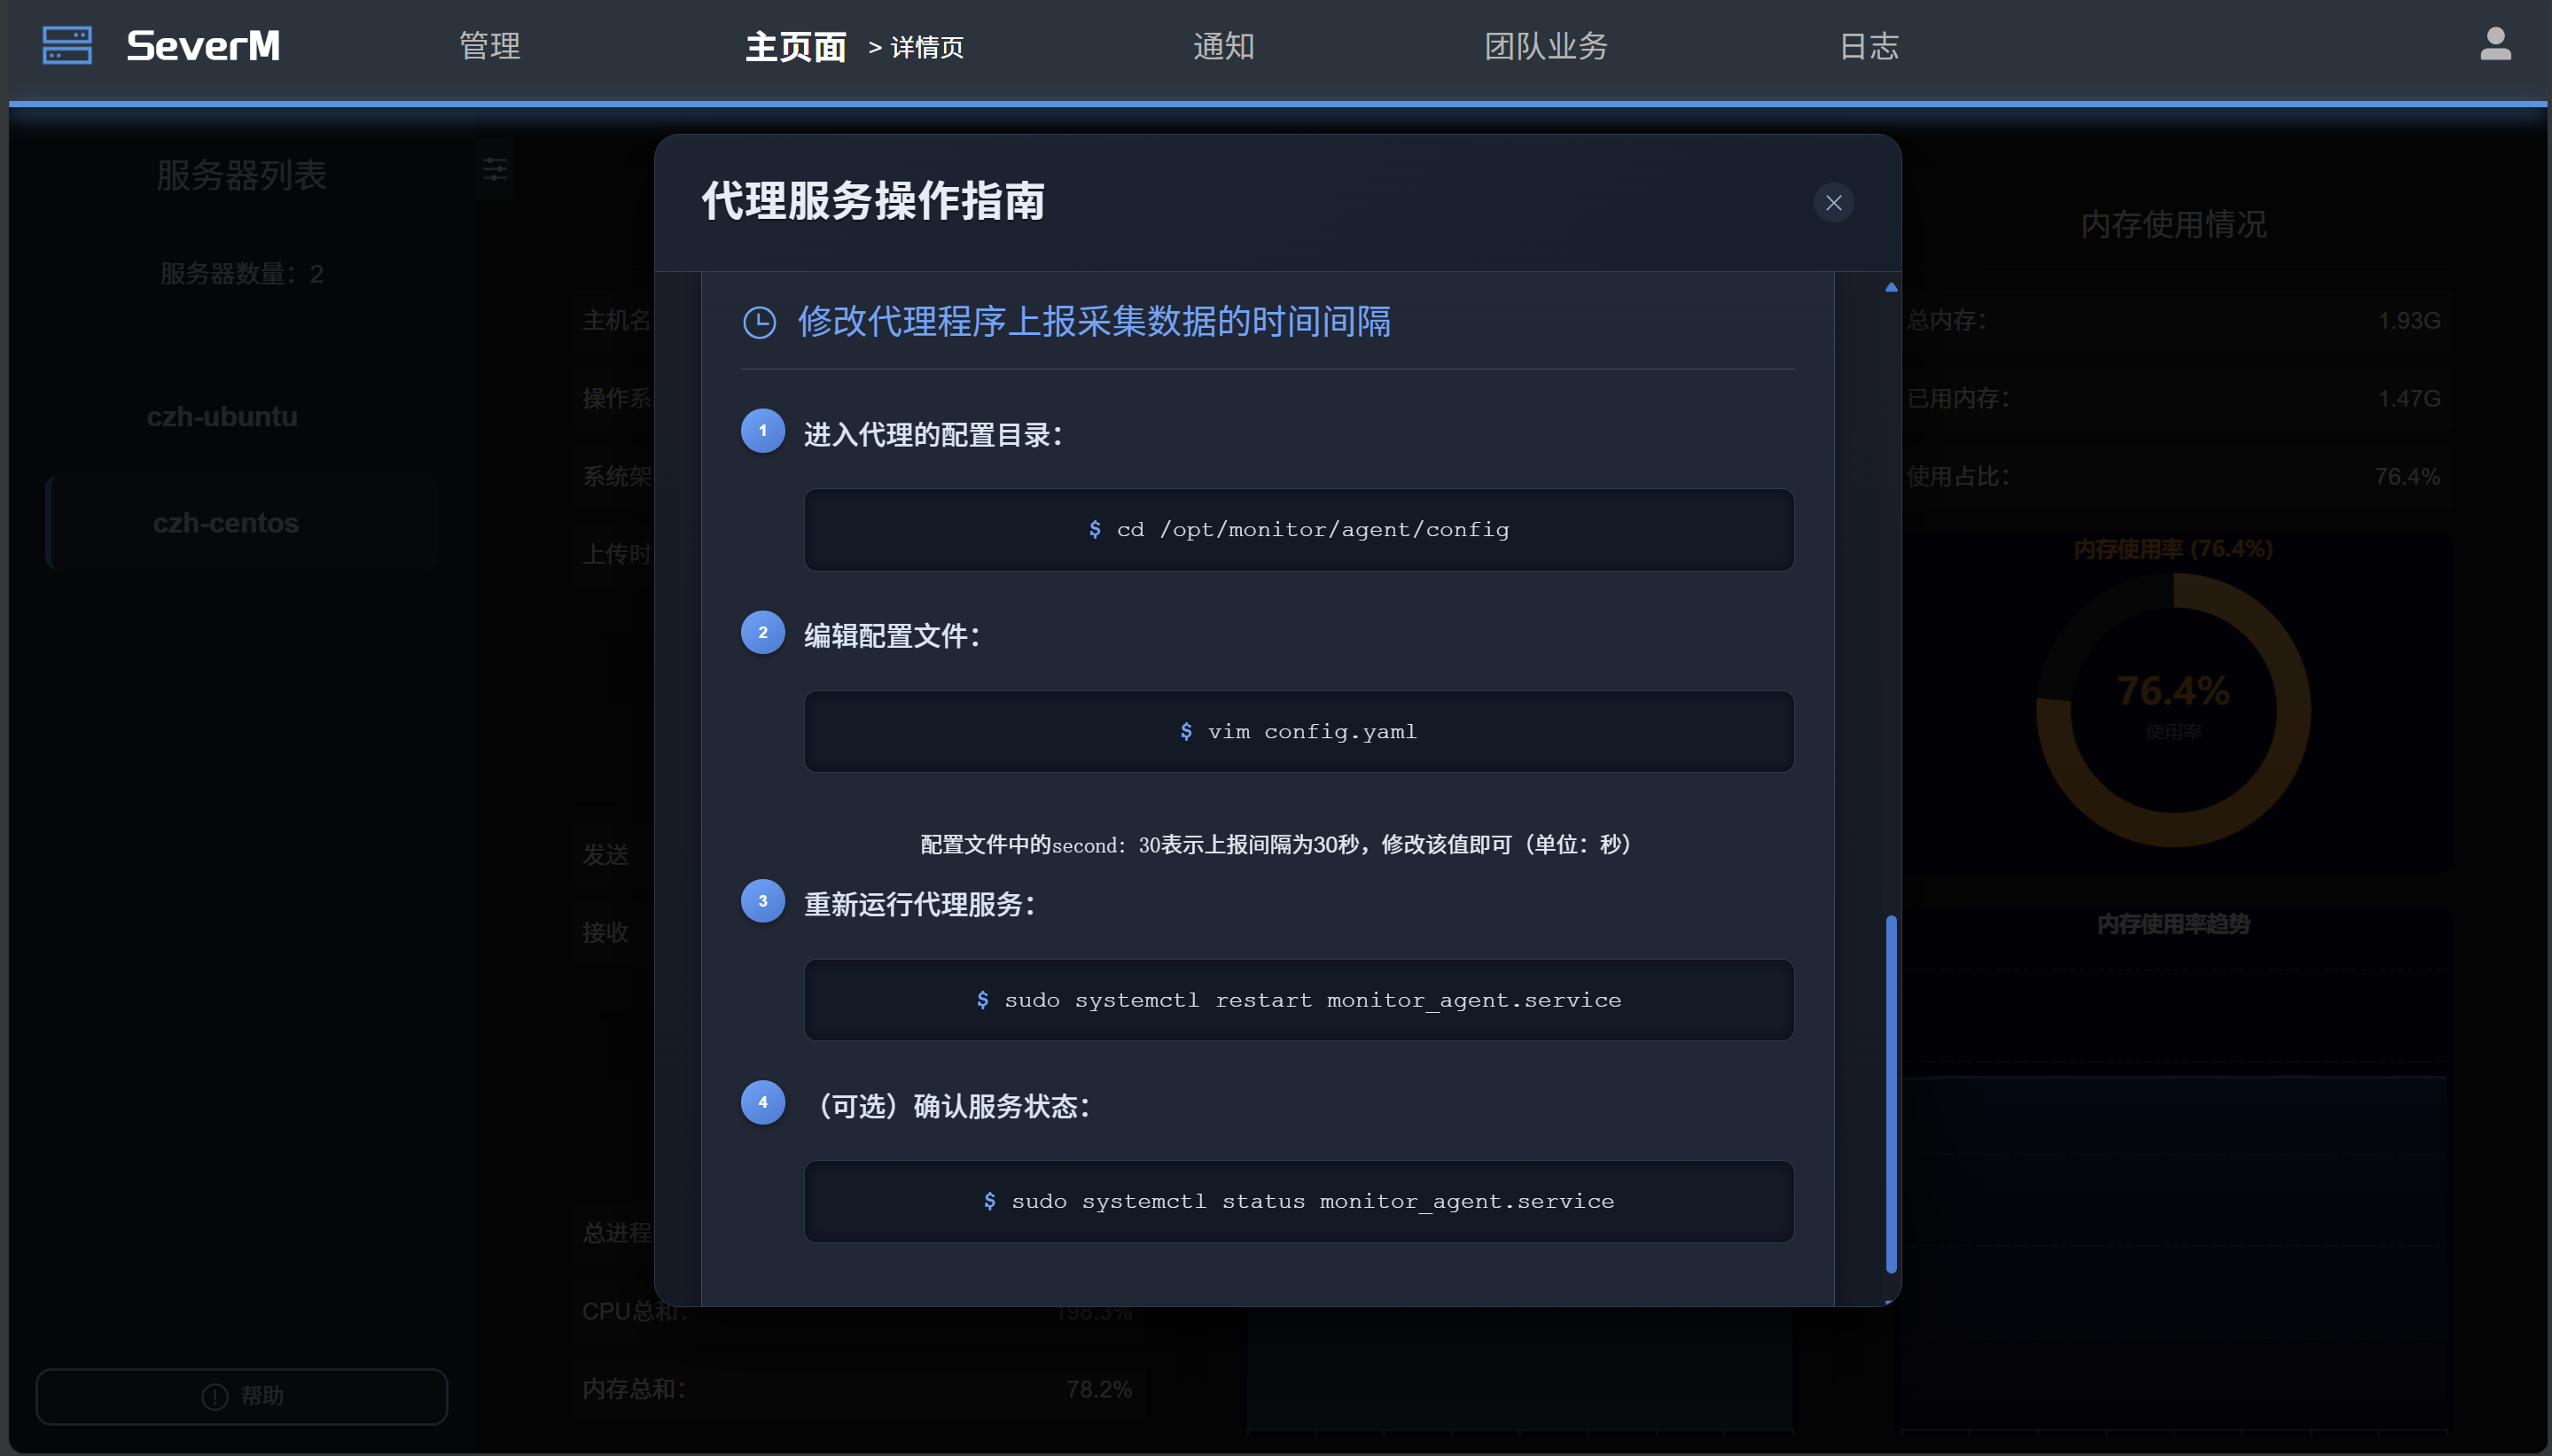 SeverM
管理
主页面 > 详情页
通知
团队业务
日志
服务器列表
服务器数量：2
czh-ubuntu
czh-centos
帮助
主机名
操作系
系统架
上传时
发送
接收
总进程
CPU总和： 198.3%
内存总和： 78.2%
代理服务操作指南
修改代理程序上报采集数据的时间间隔
1 进入代理的配置目录：
$ cd /opt/monitor/agent/config
2 编辑配置文件：
$ vim config.yaml
配置文件中的second: 30表示上报间隔为30秒，修改该值即可（单位：秒）
3 重新运行代理服务：
$ sudo systemctl restart monitor_agent.service
4 （可选）确认服务状态：
$ sudo systemctl status monitor_agent.service
内存使用情况
总内存： 1.93G
已用内存： 1.47G
使用占比： 76.4%
内存使用率 (76.4%)
76.4%
使用率
内存使用率趋势